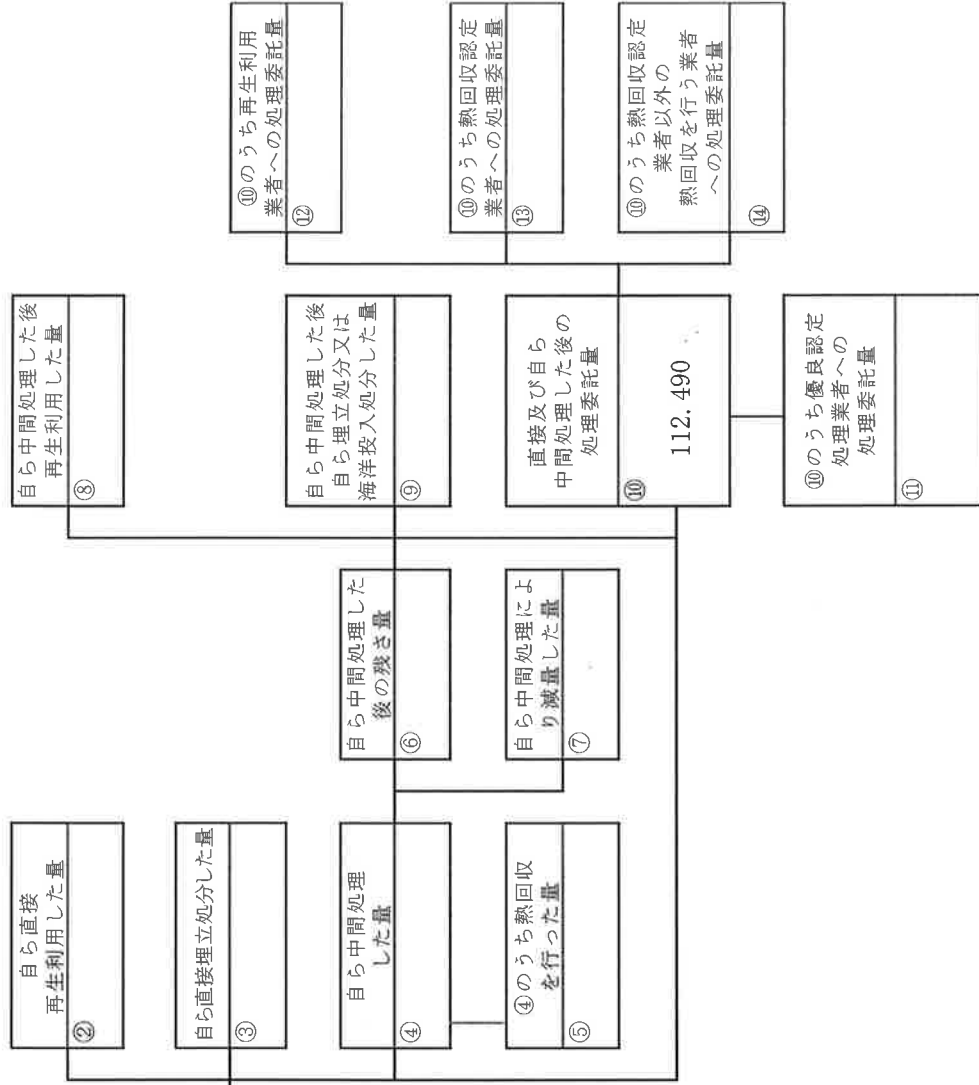 自ら直接
再生利用した量
②
自ら直接埋立処分した量
③
自ら中間処理
した量
④
④のうち熱回収
を行った量
⑤
自ら中間処理した
後の残さ量
⑥
自ら中間処理によ
り減量した量
⑦
自ら中間処理した後
再生利用した量
⑧
自ら中間処理した後
自ら埋立処分又は
海洋投入処分した量
⑨
直接及び自ら
中間処理した後の
処理委託量
⑩
112.490
⑩のうち優良認定
処理業者への
処理委託量
⑪
⑩のうち再生利用
業者への処理委託量
⑫
⑩のうち熱回収認定
業者への処理委託量
⑬
⑩のうち熱回収認定
業者以外の
熱回収を行う業者
への処理委託量
⑭